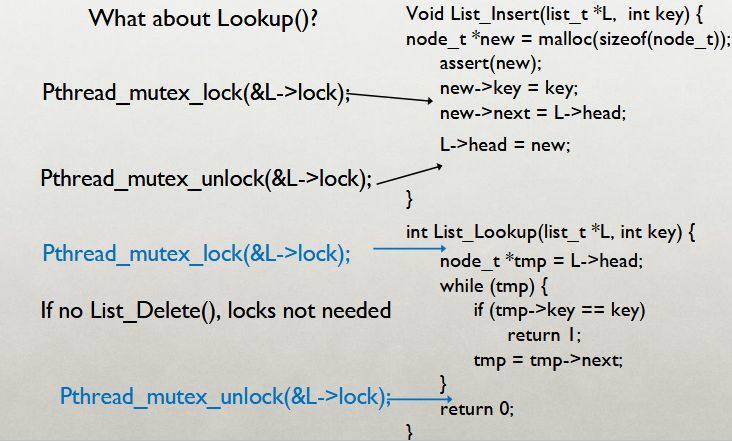 What about Lookup()?
Pthread_mutex_lock(&L->lock);
Pthread_mutex_unlock(&L->lock);
Pthread_mutex_lock(&L->lock);
If no List_Delete(), locks not needed
Pthread_mutex_unlock(&L->lock);
Void List_Insert(list_t *L, int key) {
node_t *new = malloc(sizeof(node_t));
assert(new);
new->key = key;
new->next = L->head;
L->head = new;
}
int List_Lookup(list_t *L, int key) {
node_t *tmp = L->head;
while (tmp) {
if (tmp->key == key)
return 1;
tmp = tmp->next;
}
return 0;
}